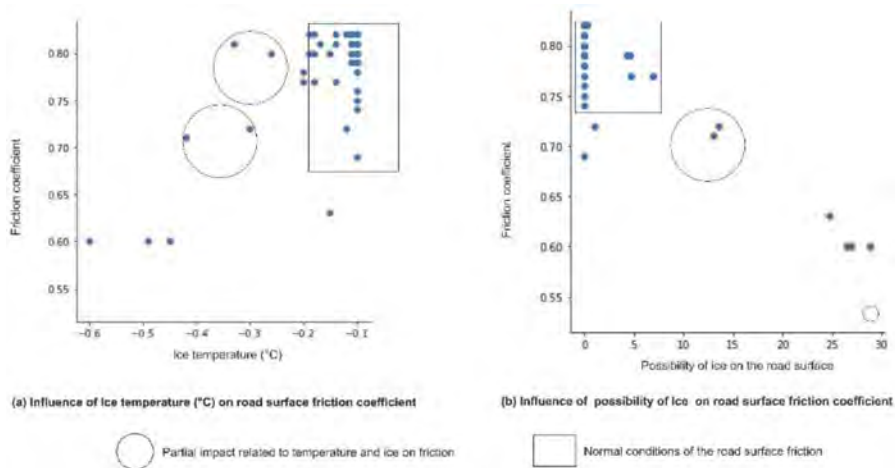 0.80
0.75
0.70
0.65
0.60
0.55
Friction coefficient
−0.6 −0.5 −0.4 −0.3 −0.2 −0.1
Ice temperature (°C)
0.80
0.75
0.70
0.65
0.60
0.55
Friction coefficient
0 5 10 15 20 25 30
Possibility of ice on the road surface
(a) Influence of Ice temperature (°C) on road surface friction coefficient
(b) Influence of possibility of Ice on road surface friction coefficient
Partial impact related to temperature and ice on friction
Normal conditions of the road surface friction